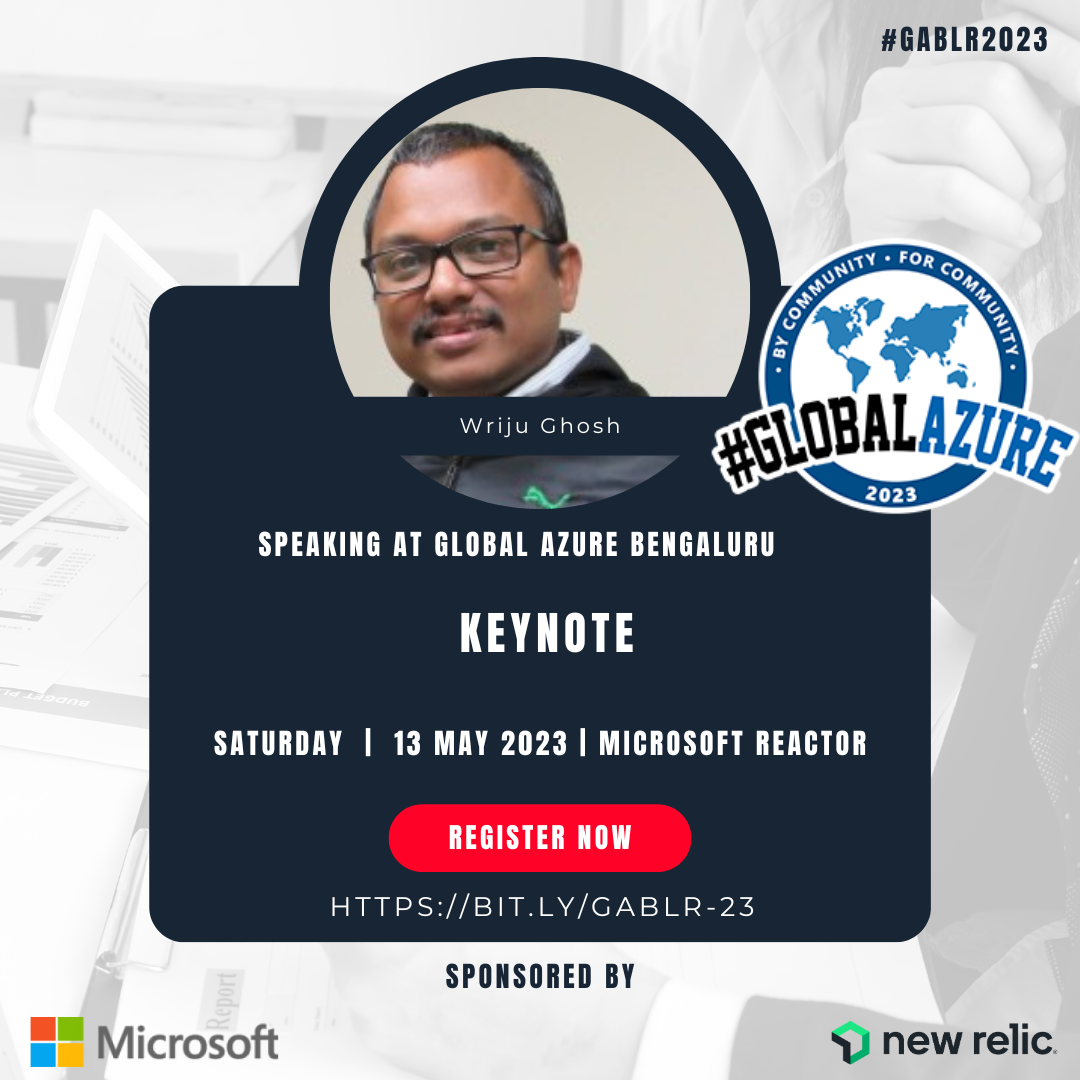 #GABLR2023
BY COMMUNITY • FOR COMMUNITY
#GLOBALAZURE
2023
Wriju Ghosh
SPEAKING AT GLOBAL AZURE BENGALURU
KEYNOTE
SATURDAY | 13 MAY 2023 | MICROSOFT REACTOR
REGISTER NOW
HTTPS://BIT.LY/GABLR-23
SPONSORED BY
Report
Microsoft
new relic